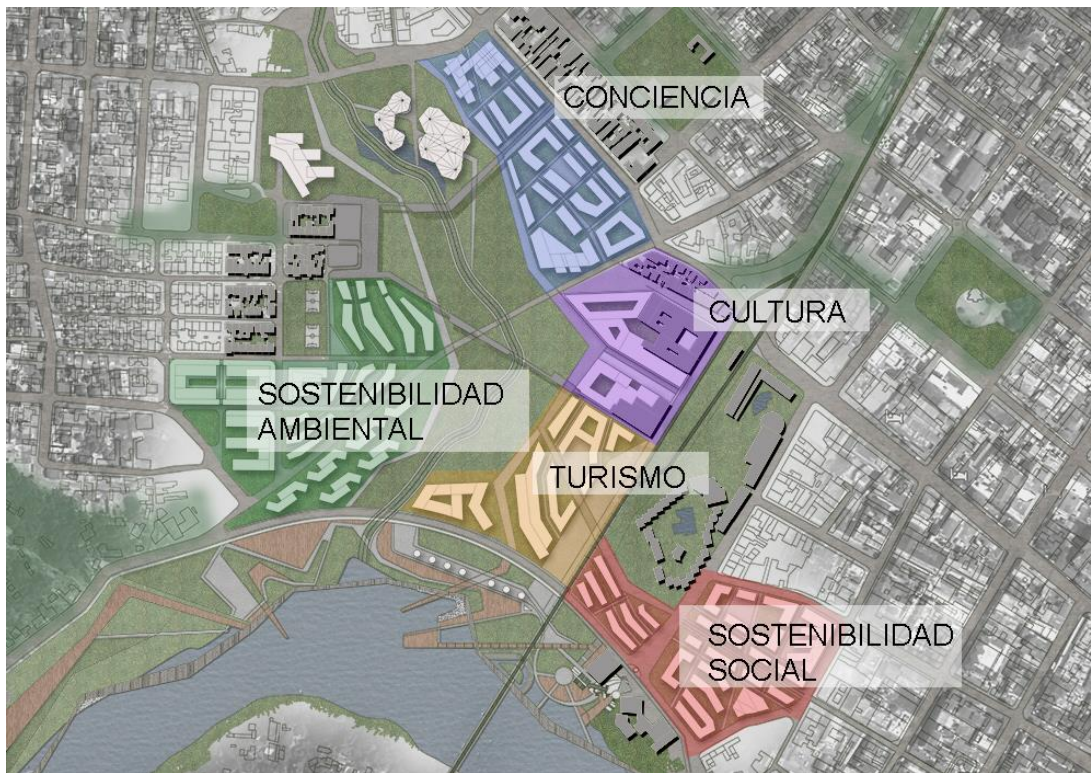 CONCIENCIA
CULTURA
SOSTENIBILIDAD
AMBIENTAL
TURISMO
SOSTENIBILIDAD
SOCIAL